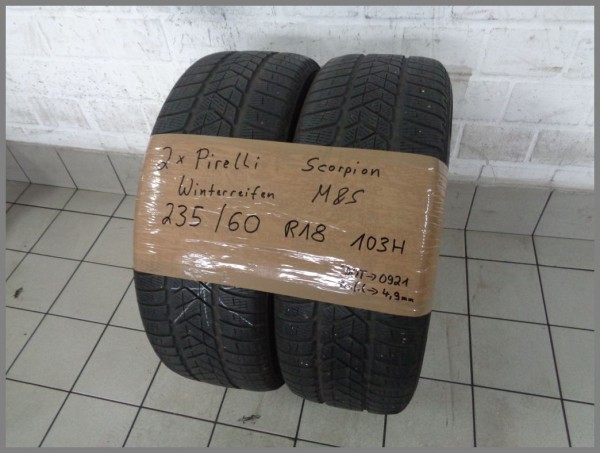 2x Pirelli Scorpion
Winterreifen M&S
235/60 R18 103H
DOT→0921
→4,9mm